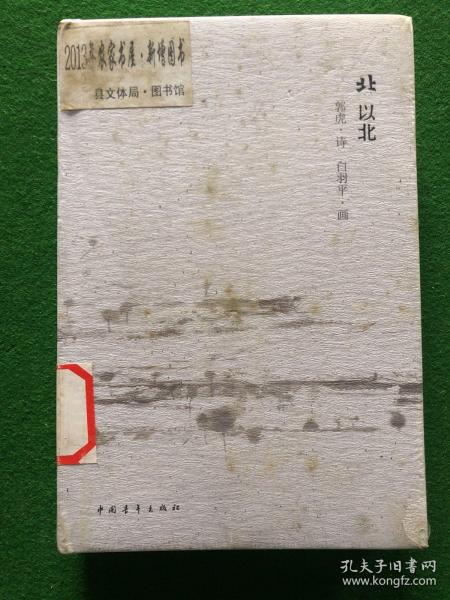 2013年农家书屋·新增图书
县文体局·图书馆
北 以北
郭虎·诗 白羽平·画
中国青年出版社
孔夫子旧书网
www.kongfz.com